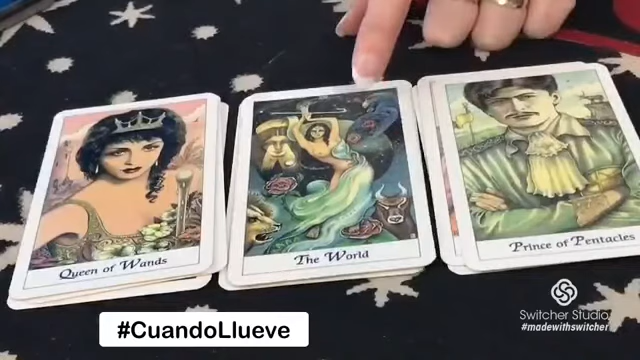 Queen of Wands
The World
Prince of Pentacles
#CuandoLlueve
Switcher Studio
#madewithswitcher